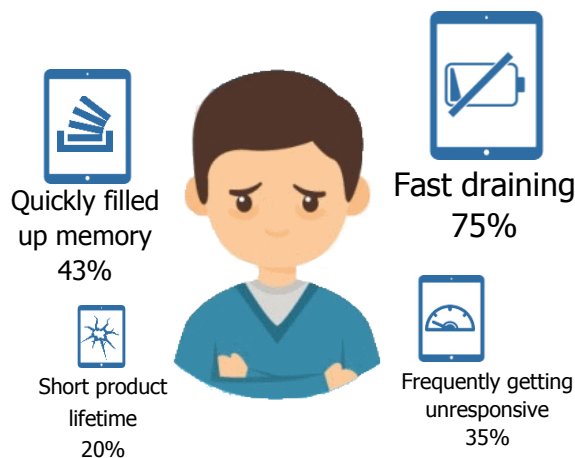 Quickly filled
up memory
43%
Fast draining
75%
Short product
lifetime
20%
Frequently getting
unresponsive
35%